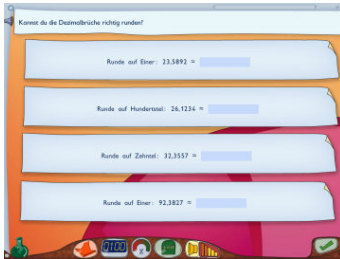 Kannst du die Dezimalbrüche richtig runden?
Runde auf Einer: 33,5892 ≈
Runde auf Hundertstel: 26,1234 ≈
Runde auf Zehntel: 32,3557 ≈
Runde auf Einer: 92,3827 ≈